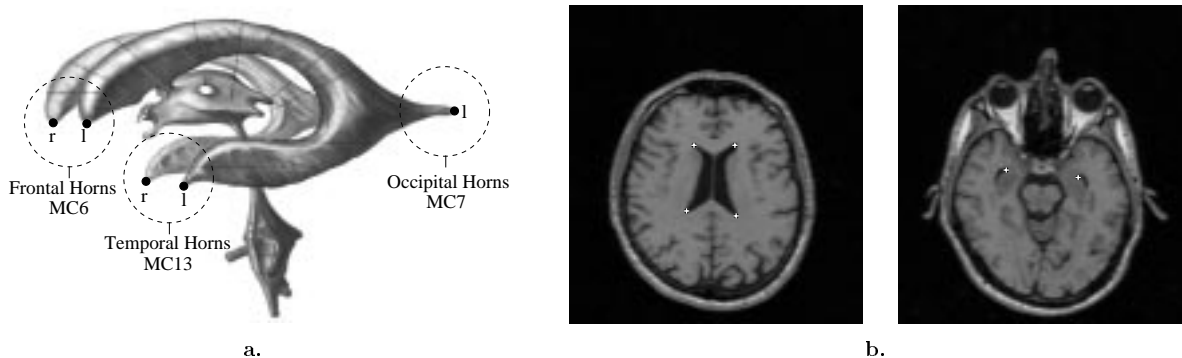 r
l
l
Frontal Horns
MC6
r
l
Occipital Horns
MC7
Temporal Horns
MC13
a.
b.